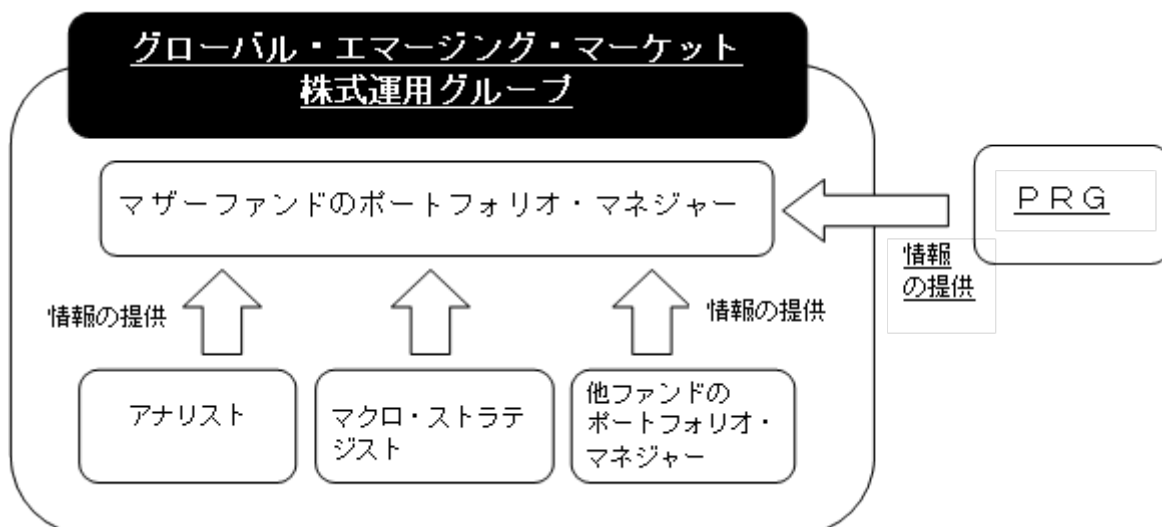 グローバル・エマージング・マーケット
株式運用グループ
マザーファンドのポートフォリオ・マネジャー
ＰＲＧ
情報
の提供
情報の提供
情報の提供
アナリスト
マクロ・ストラテ
ジスト
他ファンドの
ポートフォリオ・
マネジャー